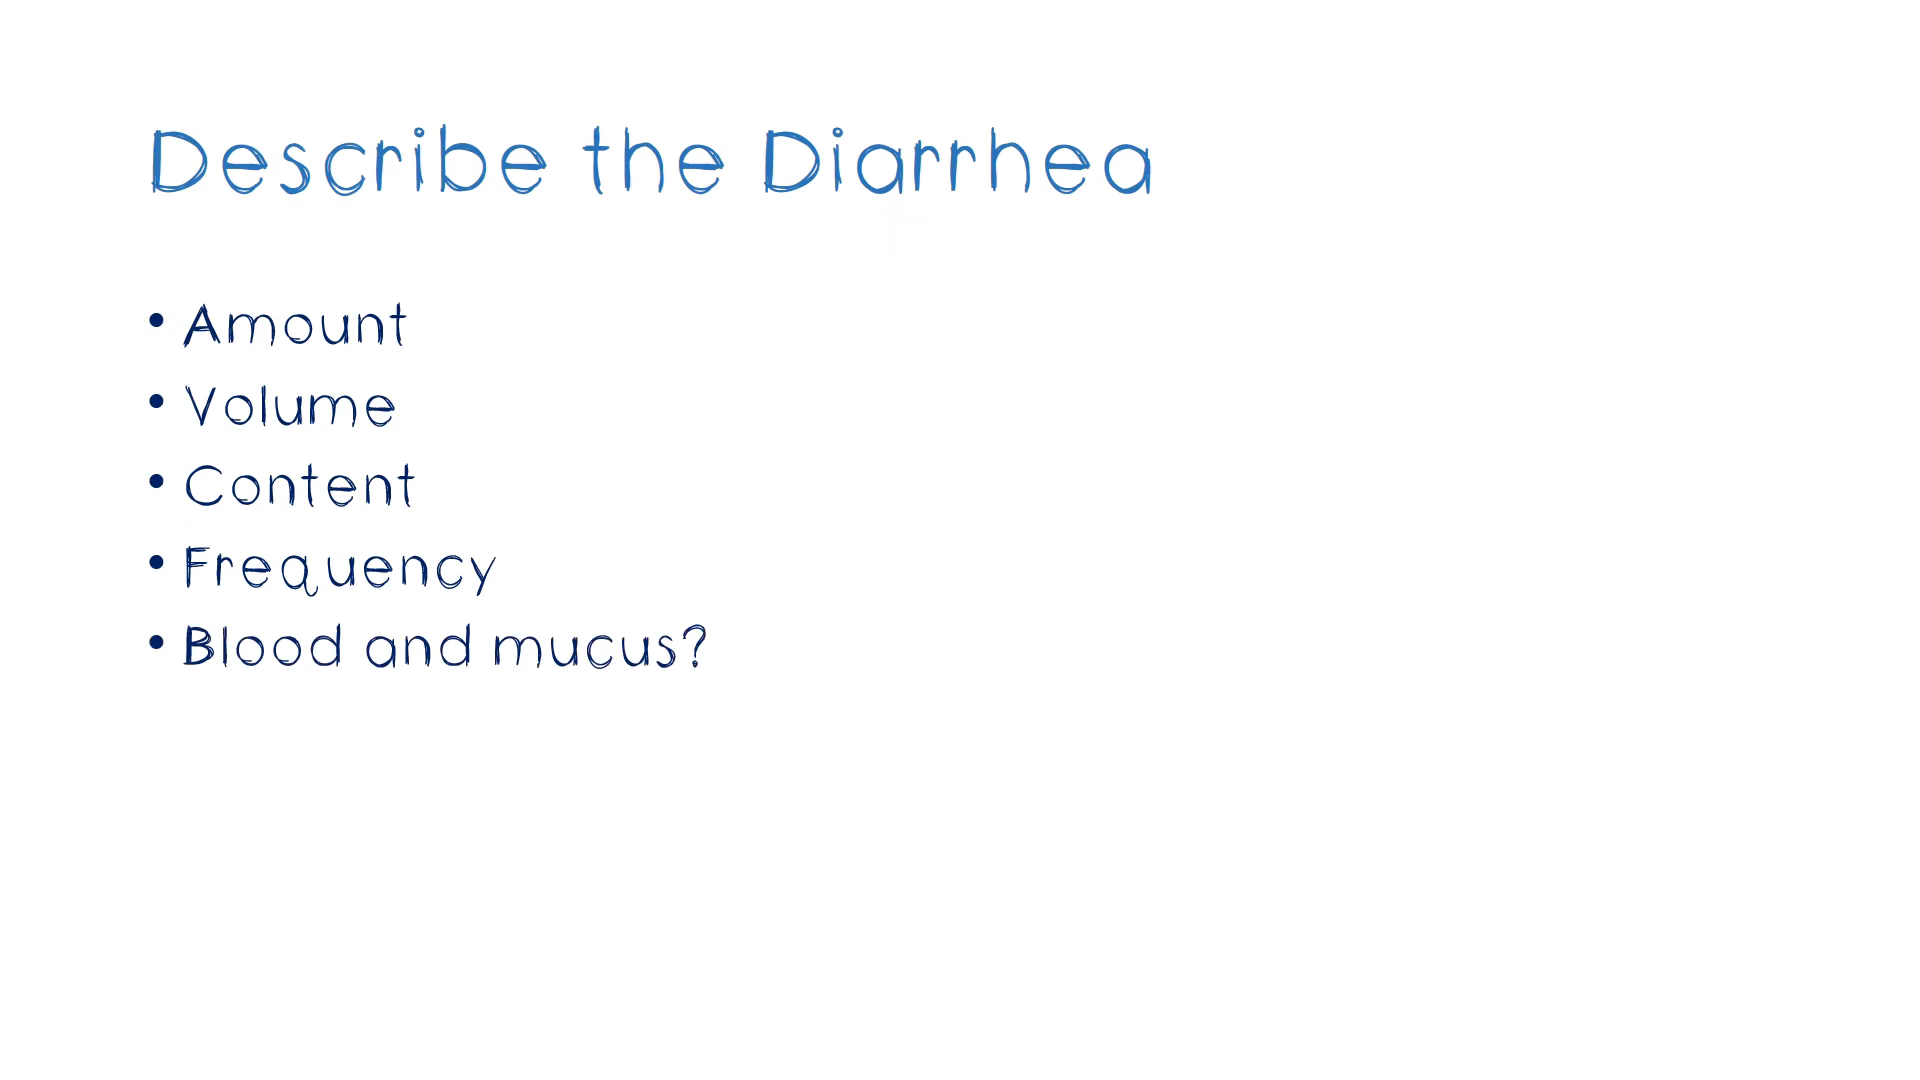 Describe the Diarrhea
• Amount
• Volume
• Content
• Frequency
• Blood and mucus?